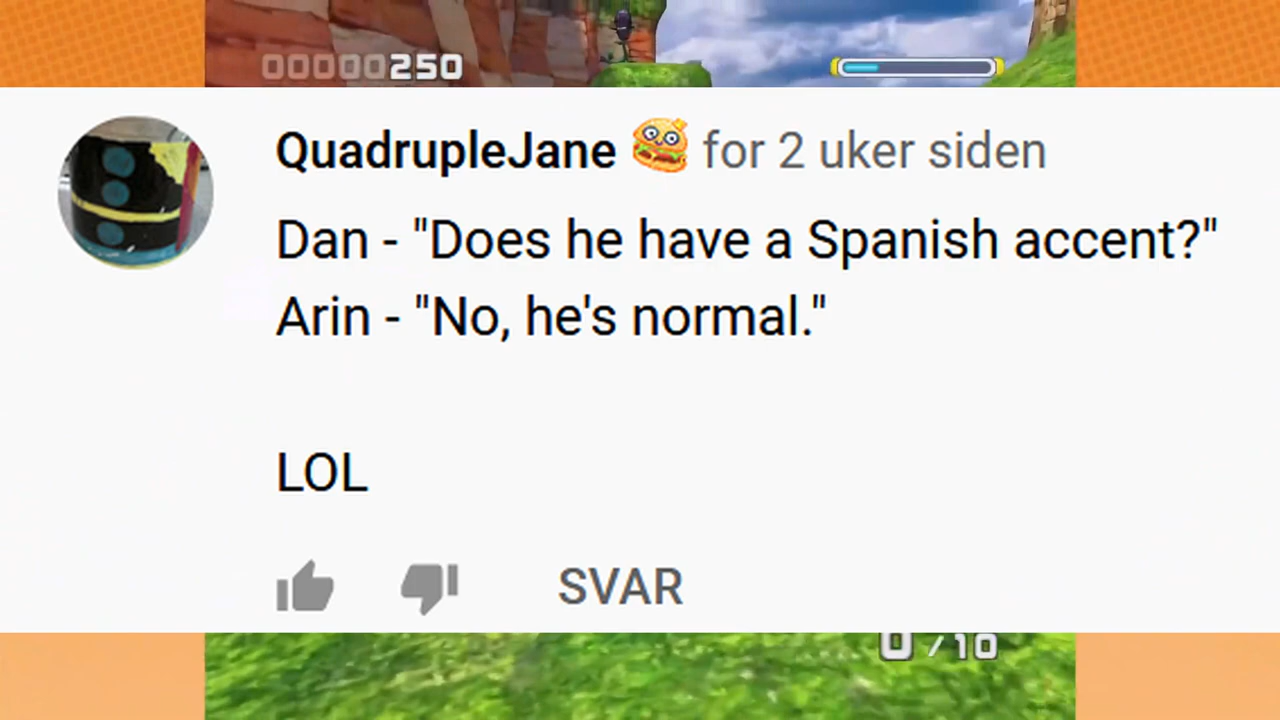 00000250
QuadrupleJane for 2 uker siden
Dan - "Does he have a Spanish accent?"
Arin - "No, he's normal."
LOL
SVAR
0/10